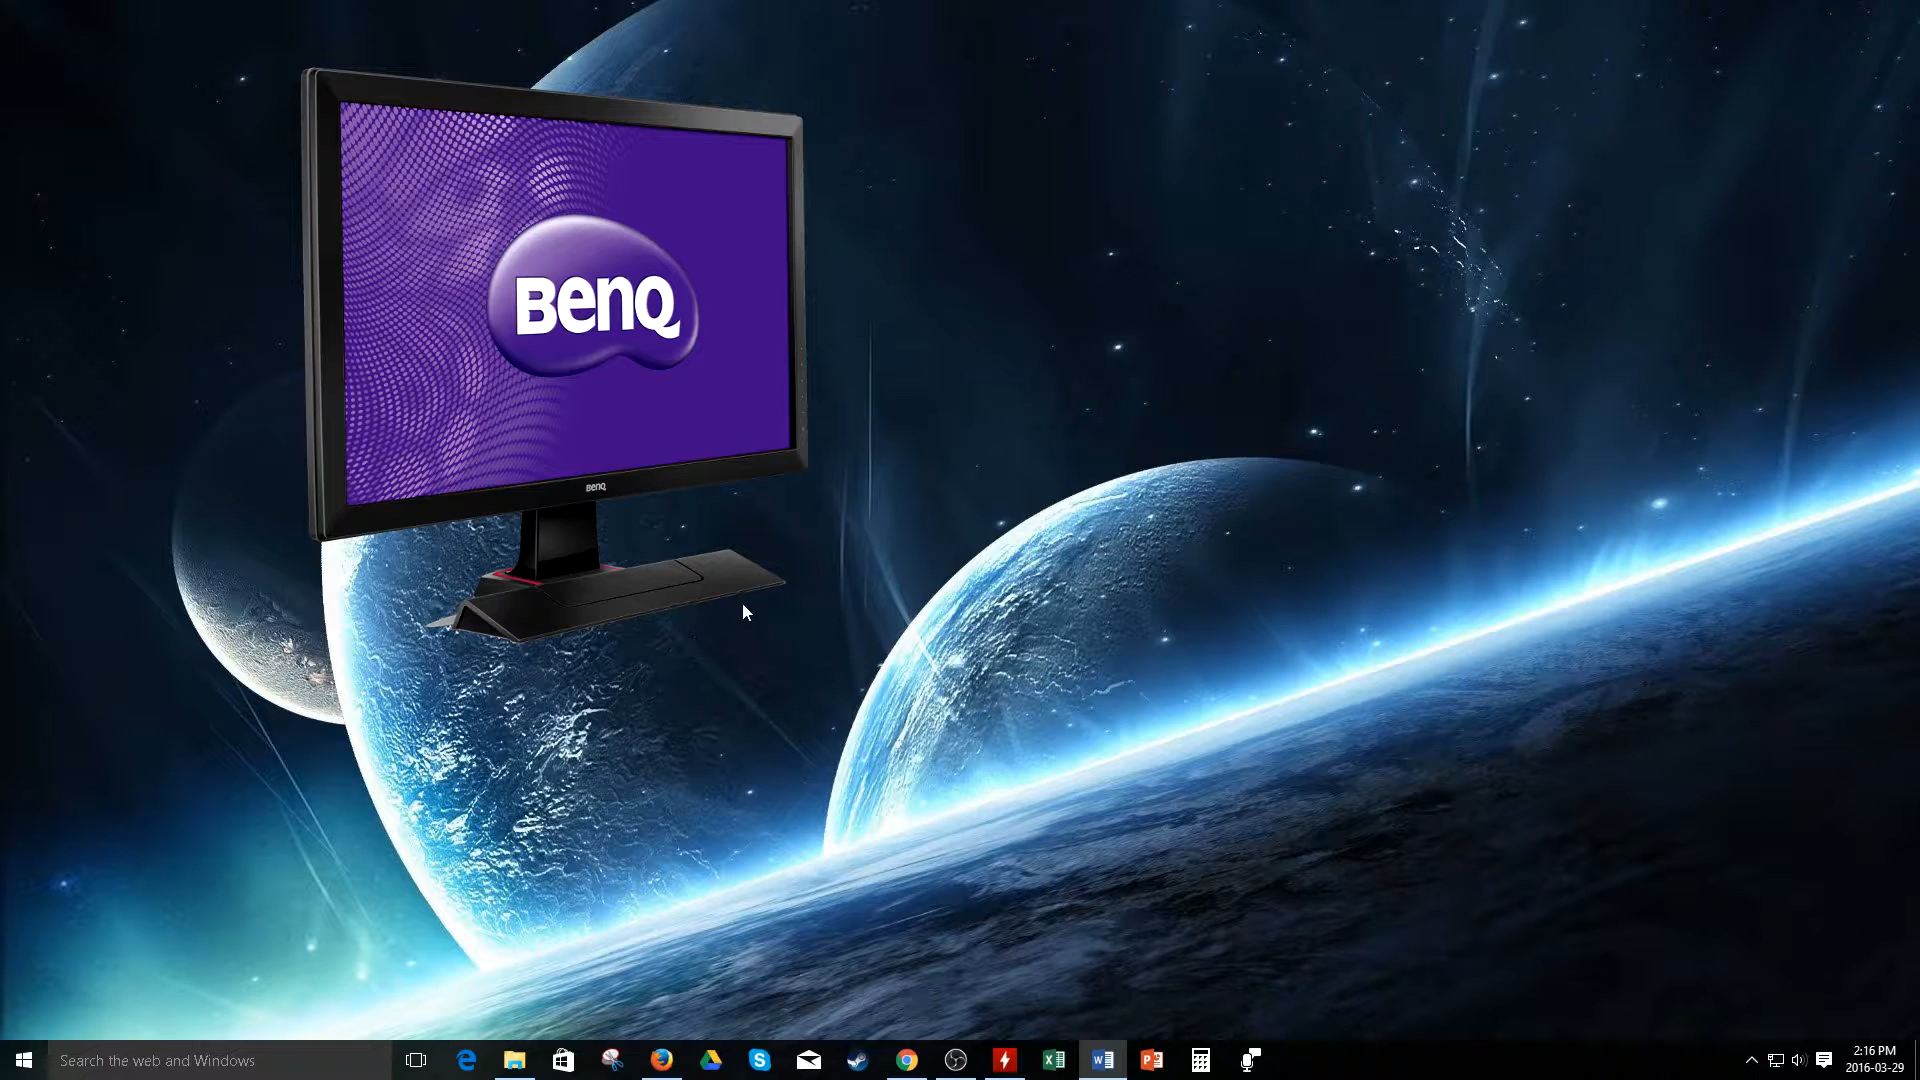 BenQ
BenQ
Search the web and Windows
2:16 PM
2016-03-29